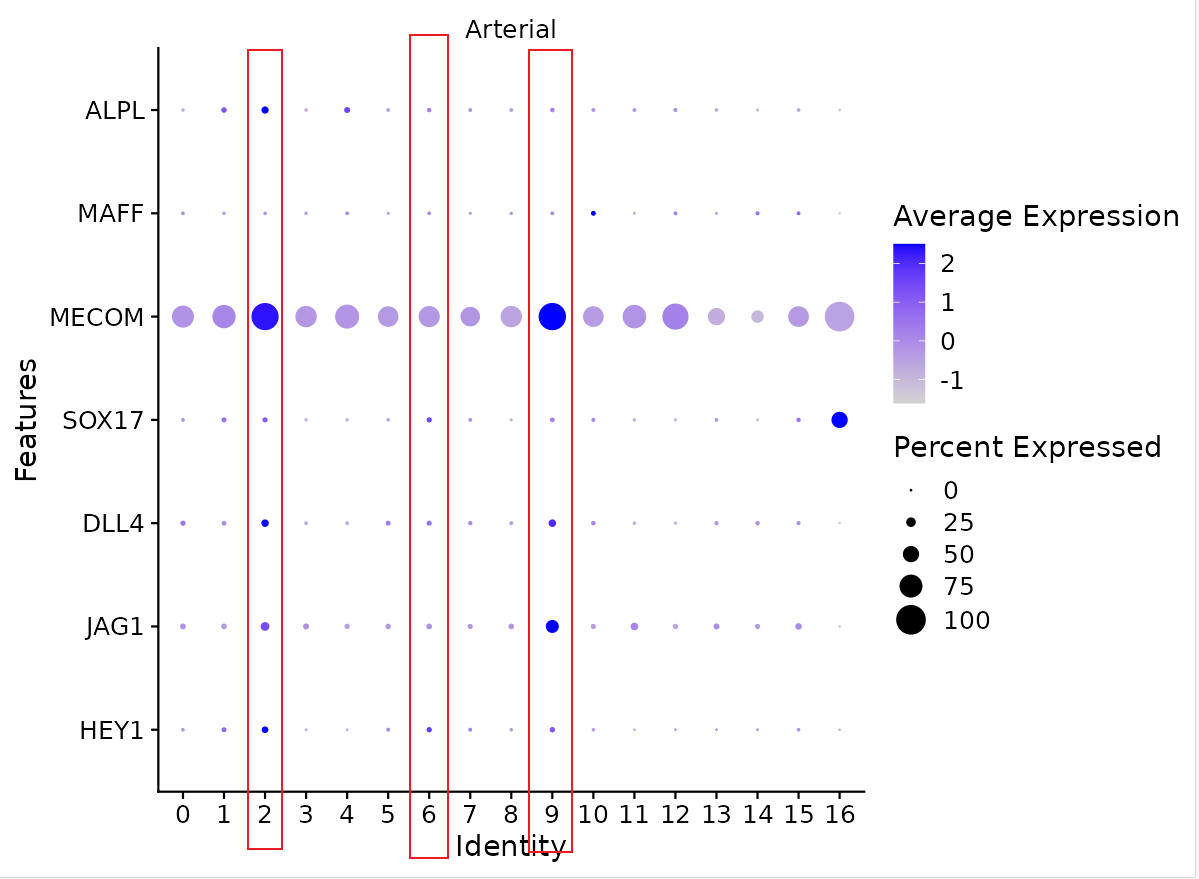 Arterial
Features
ALPL
MAFF
MECOM
SOX17
DLL4
JAG1
HEY1
0 1 2 3 4 5 6 7 8 9 10 11 12 13 14 15 16
Identity
Average Expression
2
1
0
-1
Percent Expressed
0
25
50
75
100